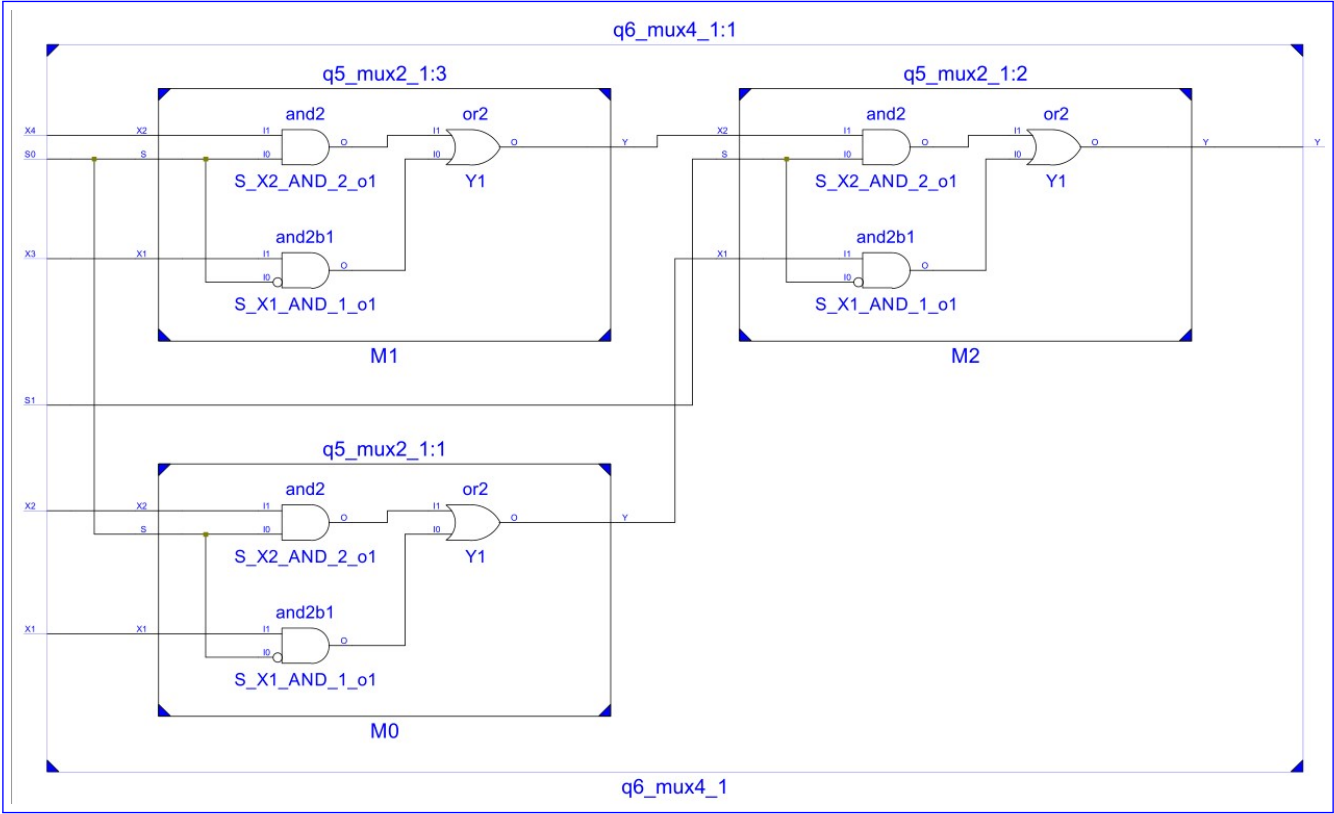 q6_mux4_1:1
q5_mux2_1:3
q5_mux2_1:2
and2
or2
and2
or2
X4
X2
I1
O
I1
O
Y
X2
I1
O
I1
O
Y
Y
S0
S
I0
I0
S
I0
I0
S_X2_AND_2_o1
Y1
S_X2_AND_2_o1
Y1
and2b1
and2b1
X3
X1
I1
O
X1
I1
O
I0
I0
S_X1_AND_1_o1
S_X1_AND_1_o1
M1
M2
S1
q5_mux2_1:1
and2
or2
X2
X2
I1
O
I1
O
Y
S
I0
I0
S_X2_AND_2_o1
Y1
and2b1
X1
X1
I1
O
I0
S_X1_AND_1_o1
M0
q6_mux4_1